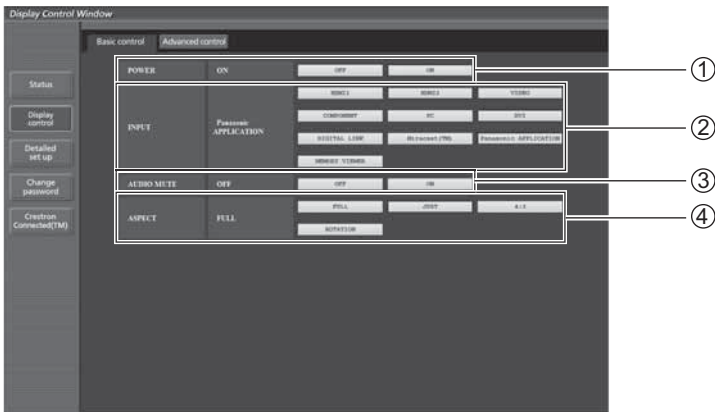 Display Control Window
Basic control Advanced control
Status
Display
control
Detailed
set up
Change
password
Crestron
Connected(TM)
POWER ON OFF ON ①
INPUT Panasonic
APPLICATION
HDMI1 HDMI2 VIDEO
COMPONENT PC DVI
DIGITAL LINK Miracast(TM) Panasonic APPLICATION
MEMORY VIEWER
②
AUDIO MUTE OFF OFF ON ③
ASPECT FULL FULL JUST 4:3
ROTATION
④